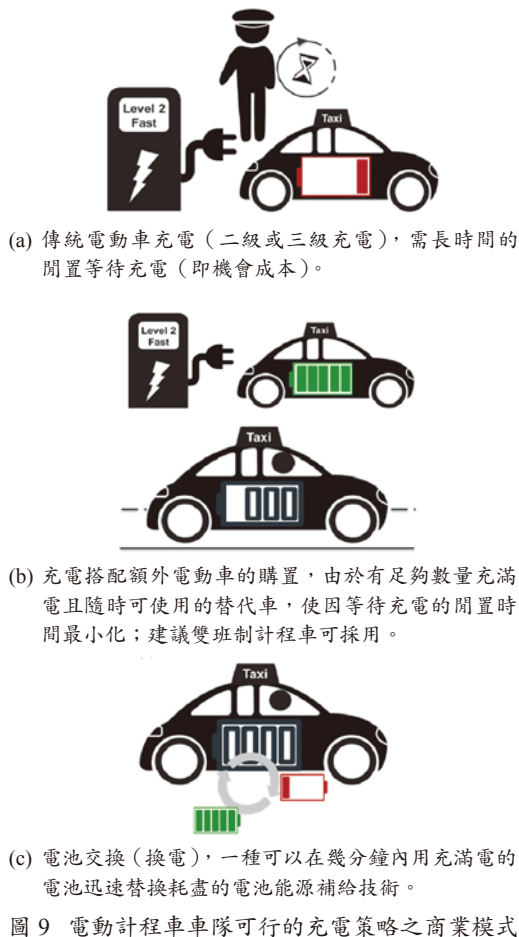 Level 2
Fast
Taxi
(a) 傳統電動車充電（二級或三級充電），需長時間的
閒置等待充電（即機會成本）。
Level 2
Fast
Taxi
Taxi
(b) 充電搭配額外電動車的購置，由於有足夠數量充滿
電且隨時可使用的替代車，使因等待充電的閒置時
間最小化；建議雙班制計程車可採用。
Taxi
(c) 電池交換（換電），一種可以在幾分鐘內用充滿電的
電池迅速替換耗盡的電池能源補給技術。
圖 9 電動計程車車隊可行的充電策略之商業模式